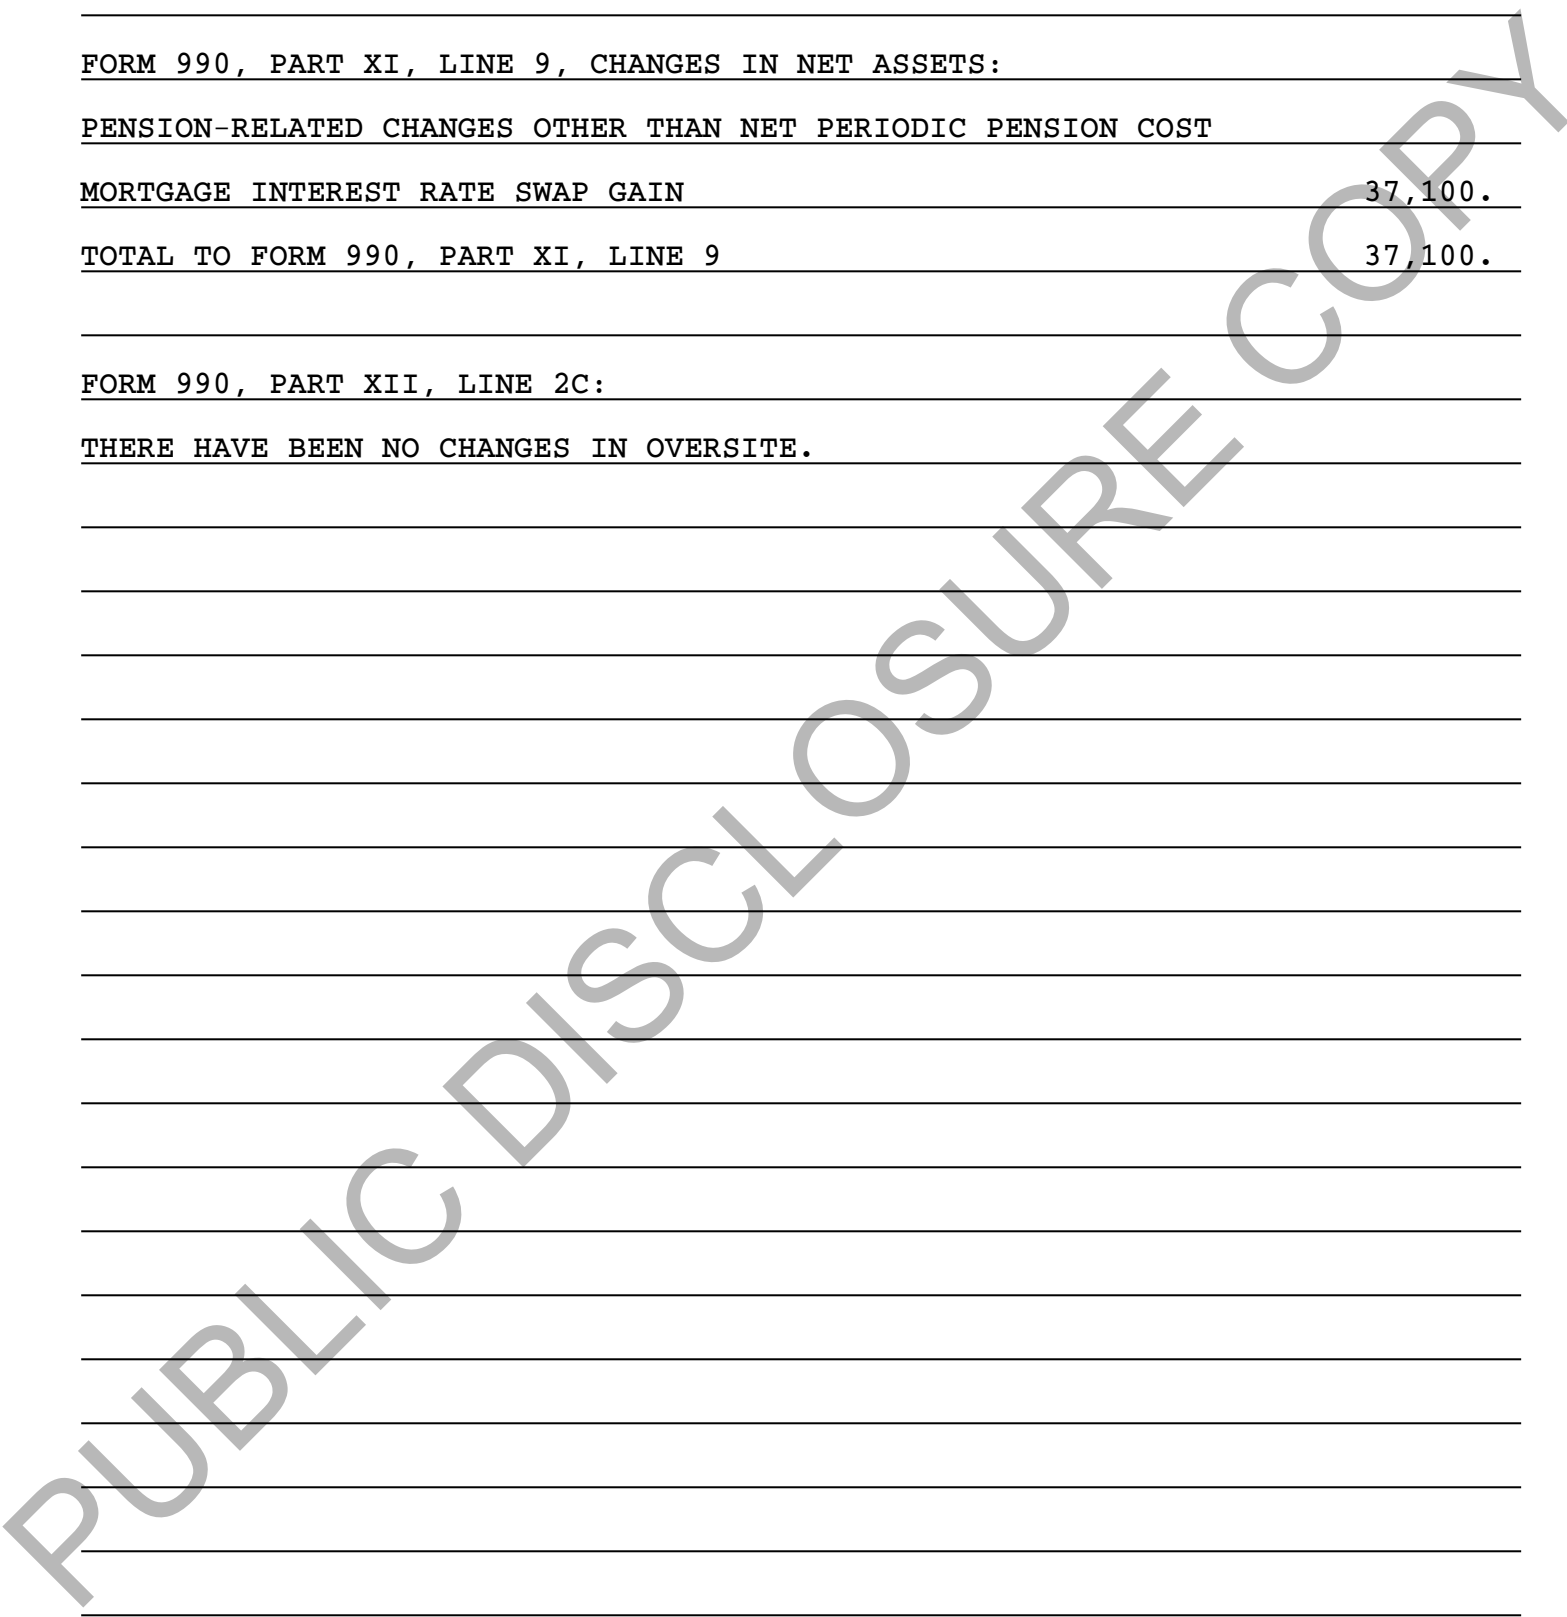 FORM 990, PART XI, LINE 9, CHANGES IN NET ASSETS:
PENSION-RELATED CHANGES OTHER THAN NET PERIODIC PENSION COST
MORTGAGE INTEREST RATE SWAP GAIN 37,100.
TOTAL TO FORM 990, PART XI, LINE 9 37,100.
FORM 990, PART XII, LINE 2C:
THERE HAVE BEEN NO CHANGES IN OVERSITE.
PUBLIC DISCLOSURE COPY